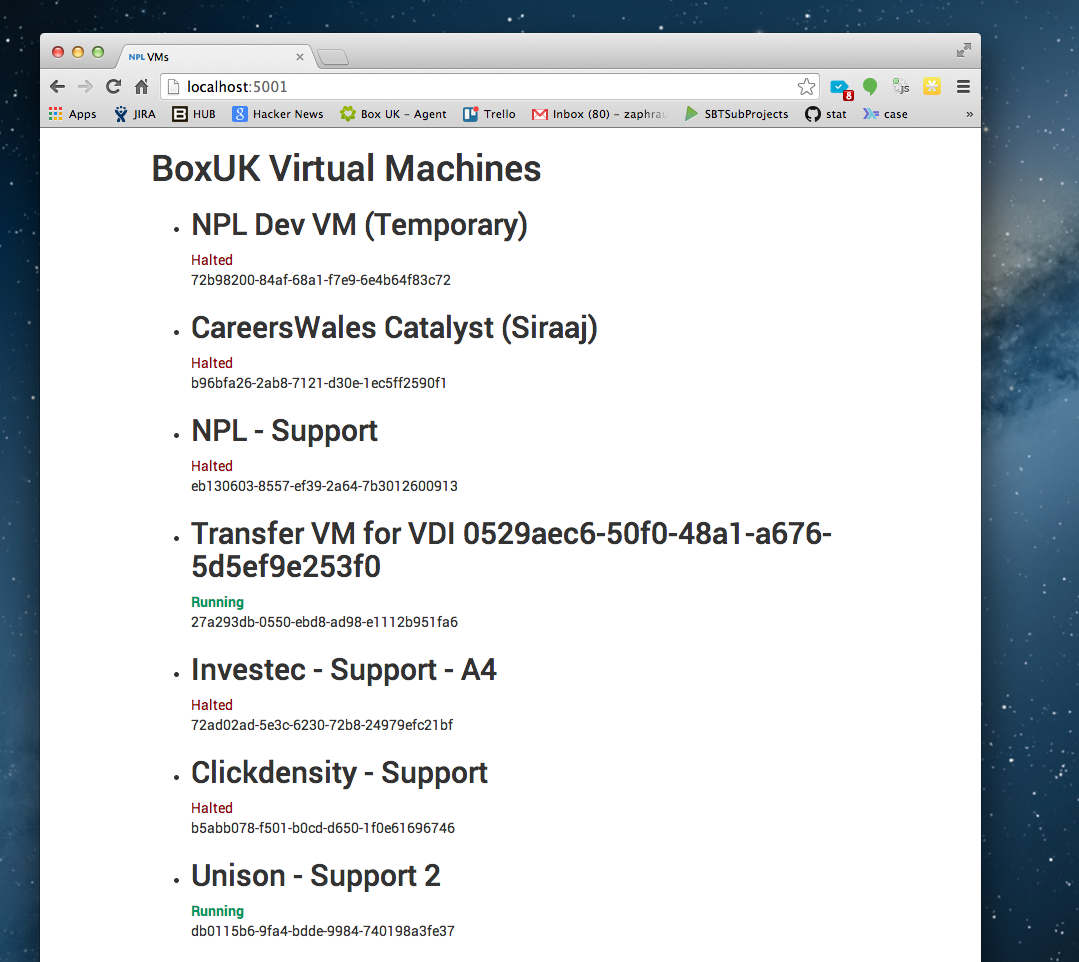 NPL VMs
localhost:5001
8
JS
Apps JIRA HUB Hacker News Box UK - Agent Trello Inbox (80) - zaphrau SBTSubProjects stat case »
BoxUK Virtual Machines
NPL Dev VM (Temporary)
Halted
72b98200-84af-68a1-f7e9-6e4b64f83c72
CareersWales Catalyst (Siraaj)
Halted
b96bfa26-2ab8-7121-d30e-1ec5ff2590f1
NPL - Support
Halted
eb130603-8557-ef39-2a64-7b3012600913
Transfer VM for VDI 0529aec6-50f0-48a1-a676-
5d5ef9e253f0
Running
27a293db-0550-ebd8-ad98-e1112b951fa6
Investec - Support - A4
Halted
72ad02ad-5e3c-6230-72b8-24979efc21bf
Clickdensity - Support
Halted
b5abb078-f501-b0cd-d650-1f0e61696746
Unison - Support 2
Running
db0115b6-9fa4-bdde-9984-740198a3fe37